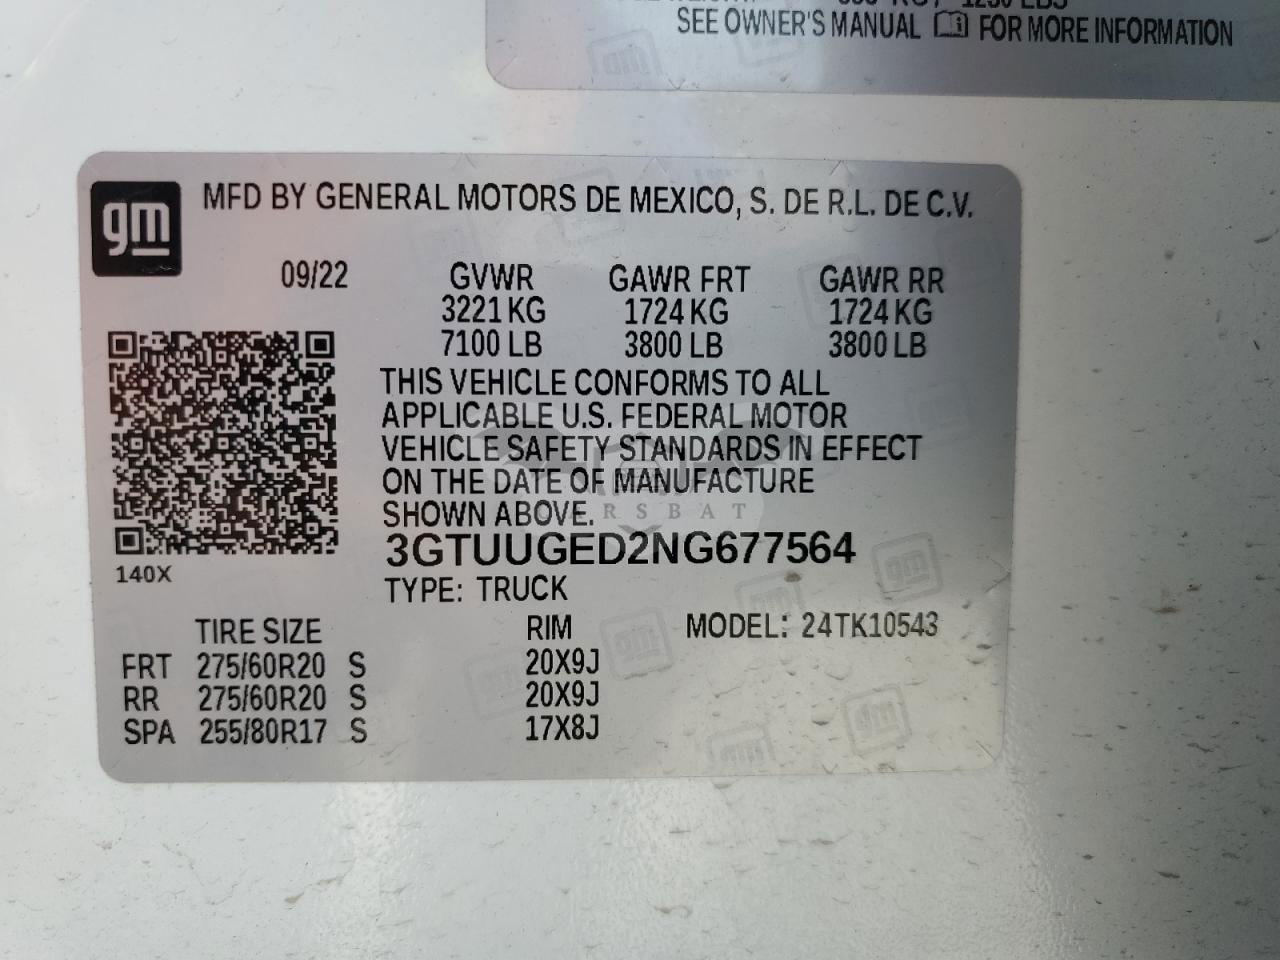 SEE OWNER'S MANUAL FOR MORE INFORMATION
gm
MFD BY GENERAL MOTORS DE MEXICO, S. DE R.L. DE C.V.
09/22 GVWR GAWR FRT GAWR RR
3221 KG 1724 KG 1724 KG
7100 LB 3800 LB 3800 LB
THIS VEHICLE CONFORMS TO ALL
APPLICABLE U.S. FEDERAL MOTOR
VEHICLE SAFETY STANDARDS IN EFFECT
ON THE DATE OF MANUFACTURE
SHOWN ABOVE.
3GTUUGED2NG677564
140X
TYPE: TRUCK
TIRE SIZE RIM MODEL: 24TK10543
FRT 275/60R20 S 20X9J
RR 275/60R20 S 20X9J
SPA 255/80R17 S 17X8J